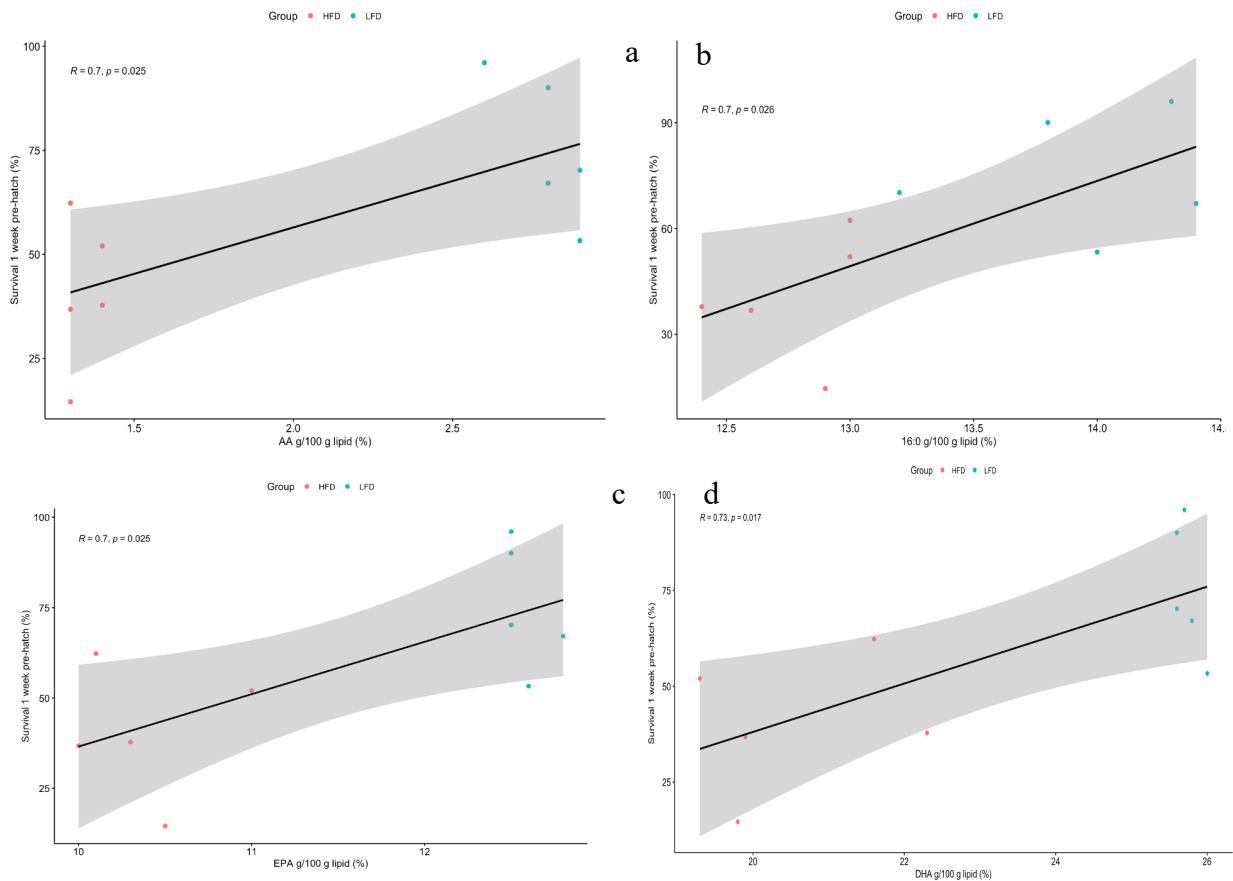 Group HFD LFD
a
R = 0.7, p = 0.025
100
75
50
25
Survival 1 week pre-hatch (%)
1.5 2.0 2.5
AA g/100 g lipid (%)
Group HFD LFD
b
R = 0.7, p = 0.026
90
60
30
Survival 1 week pre-hatch (%)
12.5 13.0 13.5 14.0 14.
16:0 g/100 g lipid (%)
Group HFD LFD
c
R = 0.7, p = 0.025
100
75
50
25
Survival 1 week pre-hatch (%)
10 11 12
EPA g/100 g lipid (%)
Group HFD LFD
d
R = 0.73, p = 0.017
100
75
50
25
Survival 1 week pre-hatch (%)
20 22 24 26
DHA g/100 g lipid (%)